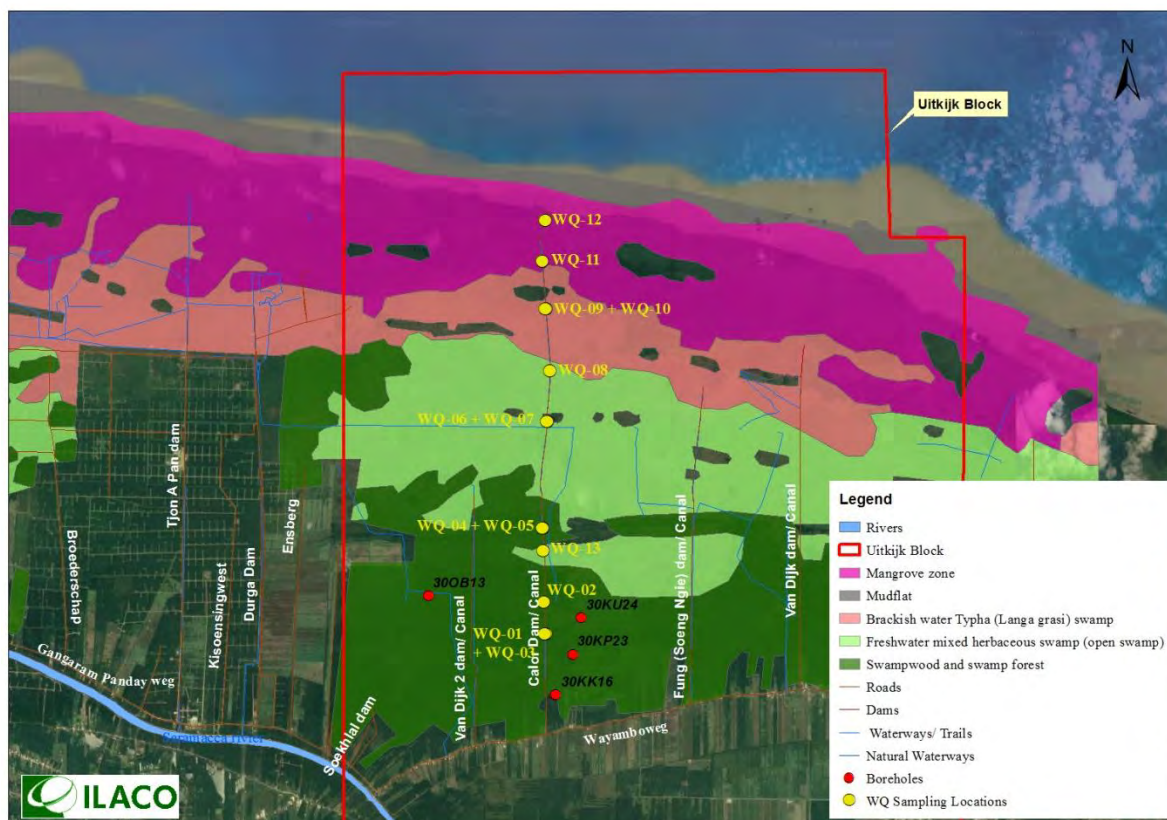 N
Uitkijk Block
WQ-12
WQ-11
WQ-09 + WQ-10
WQ-08
WQ-06 + WQ-07
WQ-04 + WQ-05
WQ-13
WQ-02
WQ-01
+ WQ-03
30OB13
30KU24
30KP23
30KK16
Broederschap
Tjon A Pan dam
Kisoensingwest
Durga Dam
Ensberg
Soekhlal dam
Van Dijk 2 dam/ Canal
Calor Dam/ Canal
Fung (Soeng Ngie) dam/ Canal
Van Dijk dam/ Canal
Gangaram Panday weg
Saramacca rivier
Wayamboweg
Legend
Rivers
Uitkijk Block
Mangrove zone
Mudflat
Brackish water Typha (Langa grasi) swamp
Freshwater mixed herbaceous swamp (open swamp)
Swampwood and swamp forest
Roads
Dams
Waterways/ Trails
Natural Waterways
Boreholes
WQ Sampling Locations
ILACO